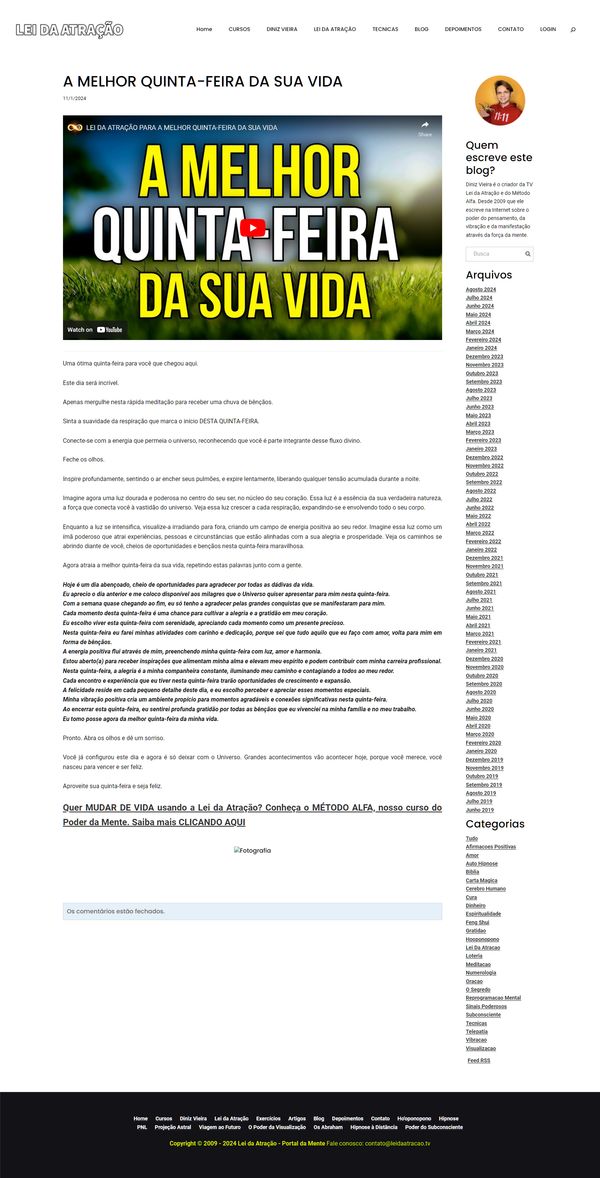 LEI DA ATRAÇÃO
Home CURSOS DINIZ VIEIRA LEI DA ATRAÇÃO TECNICAS BLOG DEPOIMENTOS CONTATO LOGIN
A MELHOR QUINTA-FEIRA DA SUA VIDA
11/1/2024
LEI DA ATRAÇÃO PARA A MELHOR QUINTA-FEIRA DA SUA VIDA
Share
A MELHOR
QUINTA-FEIRA
DA SUA VIDA
Watch on YouTube
Uma ótima quinta-feira para você que chegou aqui.
Este dia será incrível.
Apenas mergulhe nesta rápida meditação para receber uma chuva de bênçãos.
Sinta a suavidade da respiração que marca o início DESTA QUINTA-FEIRA.
Conecte-se com a energia que permeia o universo, reconhecendo que você é parte integrante desse fluxo divino.
Feche os olhos.
Inspire profundamente, sentindo o ar encher seus pulmões, e expire lentamente, liberando qualquer tensão acumulada durante a noite.
Imagine agora uma luz dourada e poderosa no centro do seu ser, no núcleo do seu coração. Essa luz é a essência da sua verdadeira natureza,
a força que conecta você à vastidão do universo. Veja essa luz crescer a cada respiração, expandindo-se e envolvendo todo o seu corpo.
Enquanto a luz se intensifica, visualize-a irradiando para fora, criando um campo de energia positiva ao seu redor. Imagine essa luz como um
ímã poderoso que atrai experiências, pessoas e circunstâncias que estão alinhadas com a sua alegria e prosperidade. Veja os caminhos se
abrindo diante de você, cheios de oportunidades e bençãos nesta quinta-feira maravilhosa.
Agora atraia a melhor quinta-feira da sua vida, repetindo estas palavras junto com a gente.
Hoje é um dia abençoado, cheio de oportunidades para agradecer por todas as dádivas da vida.
Eu aprecio o dia anterior e me coloco disponível aos milagres que o Universo quiser apresentar para mim nesta quinta-feira.
Com a semana quase chegando ao fim, eu só tenho a agradecer pelas grandes conquistas que se manifestaram para mim.
Cada momento desta quinta-feira é uma chance para cultivar a alegria e a gratidão em meu coração.
Eu escolho viver esta quinta-feira com serenidade, apreciando cada momento como um presente precioso.
Nesta quinta-feira eu farei minhas atividades com carinho e dedicação, porque sei que tudo aquilo que eu faço com amor, volta para mim em
forma de bênçãos.
A energia positiva flui através de mim, preenchendo minha quinta-feira com luz, amor e harmonia.
Estou aberto(a) para receber inspirações que alimentam minha alma e elevam meu espírito e podem contribuir com minha carreira profissional.
Nesta quinta-feira, a alegria é a minha companheira constante, iluminando meu caminho e contagiando a todos ao meu redor.
Cada encontro e experiência que eu tiver nesta quinta-feira trarão oportunidades de crescimento e expansão.
A felicidade reside em cada pequeno detalhe deste dia, e eu escolho perceber e apreciar esses momentos especiais.
Minha vibração positiva cria um ambiente propício para momentos agradáveis e conexões significativas nesta quinta-feira.
Ao encerrar esta quinta-feira, eu sentirei profunda gratidão por todas as bênçãos que eu vivenciei na minha família e no meu trabalho.
Eu tomo posse agora da melhor quinta-feira da minha vida.
Pronto. Abra os olhos e dê um sorriso.
Você já configurou este dia e agora é só deixar com o Universo. Grandes acontecimentos vão acontecer hoje, porque você merece, você
nasceu para vencer e ser feliz.
Aproveite sua quinta-feira e seja feliz.
Quer MUDAR DE VIDA usando a Lei da Atração? Conheça o MÉTODO ALFA, nosso curso do
Poder da Mente. Saiba mais CLICANDO AQUI
Fotografia
Os comentários estão fechados.
11:11
Quem
escreve este
blog?
Diniz Vieira é o criador da TV
Lei da Atração e do Método
Alfa. Desde 2009 que ele
escreve na Internet sobre o
poder do pensamento, da
vibração e da manifestação
através da força da mente.
Busca
Arquivos
Agosto 2024
Julho 2024
Junho 2024
Maio 2024
Abril 2024
Março 2024
Fevereiro 2024
Janeiro 2024
Dezembro 2023
Novembro 2023
Outubro 2023
Setembro 2023
Agosto 2023
Julho 2023
Junho 2023
Maio 2023
Abril 2023
Março 2023
Fevereiro 2023
Janeiro 2023
Dezembro 2022
Novembro 2022
Outubro 2022
Setembro 2022
Agosto 2022
Julho 2022
Junho 2022
Maio 2022
Abril 2022
Março 2022
Fevereiro 2022
Janeiro 2022
Dezembro 2021
Novembro 2021
Outubro 2021
Setembro 2021
Agosto 2021
Julho 2021
Junho 2021
Maio 2021
Abril 2021
Março 2021
Fevereiro 2021
Janeiro 2021
Dezembro 2020
Novembro 2020
Outubro 2020
Setembro 2020
Agosto 2020
Julho 2020
Junho 2020
Maio 2020
Abril 2020
Março 2020
Fevereiro 2020
Janeiro 2020
Dezembro 2019
Novembro 2019
Outubro 2019
Setembro 2019
Agosto 2019
Julho 2019
Junho 2019
Categorias
Tudo
Afirmacoes Positivas
Amor
Auto Hipnose
Biblia
Carta Magica
Cerebro Humano
Cura
Dinheiro
Espiritualidade
Feng Shui
Gratidao
Hooponopono
Lei Da Atracao
Loteria
Meditacao
Numerologia
Oracao
O Segredo
Reprogramacao Mental
Sinais Poderosos
Subconsciente
Tecnicas
Telepatia
Vibracao
Visualizacao
Feed RSS
Home Cursos Diniz Vieira Lei da Atração Exercícios Artigos Blog Depoimentos Contato Ho'oponopono Hipnose
PNL Projeção Astral Viagem ao Futuro O Poder da Visualização Os Abraham Hipnose à Distância Poder do Subconsciente
Copyright © 2009 - 2024 Lei da Atração - Portal da Mente Fale conosco: contato@leidaatracao.tv